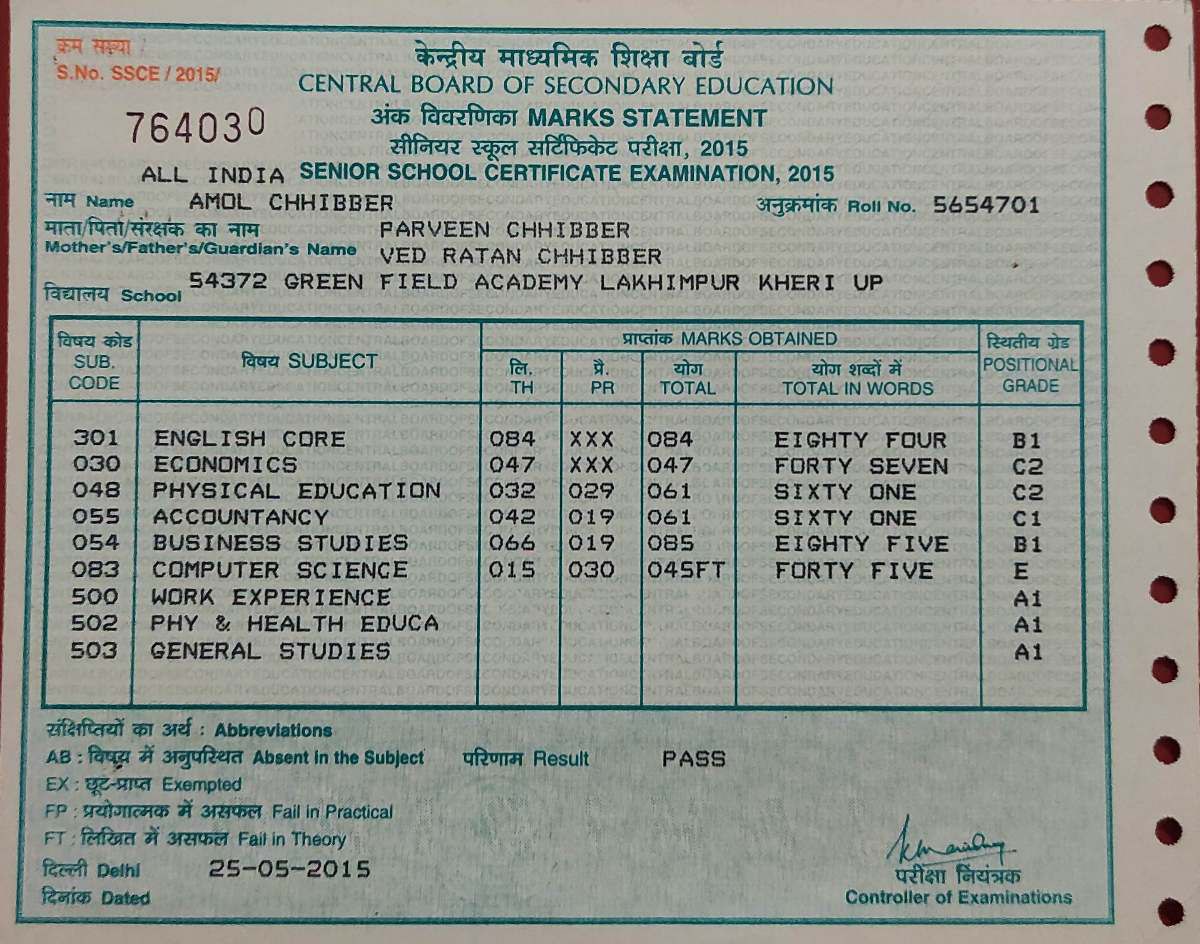 क्रम संख्या
S.No. SSCE / 2015/
764030
केन्द्रीय माध्यमिक शिक्षा बोर्ड
CENTRAL BOARD OF SECONDARY EDUCATION
अंक विवरणिका MARKS STATEMENT
सीनियर स्कूल सर्टिफिकेट परीक्षा, 2015
ALL INDIA SENIOR SCHOOL CERTIFICATE EXAMINATION, 2015
नाम Name AMOL CHHIBBER अनुक्रमांक Roll No. 5654701
माता/पिता/संरक्षक का नाम PARVEEN CHHIBBER
Mother's/Father's/Guardian's Name VED RATAN CHHIBBER
विद्यालय School 54372 GREEN FIELD ACADEMY LAKHIMPUR KHERI UP
विषय कोड विषय SUBJECT प्राप्तांक MARKS OBTAINED स्थितीय ग्रेड
SUB. CODE लि. TH प्रै. PR योग TOTAL योग शब्दों में TOTAL IN WORDS POSITIONAL GRADE
301 ENGLISH CORE 084 XXX 084 EIGHTY FOUR B1
030 ECONOMICS 047 XXX 047 FORTY SEVEN C2
048 PHYSICAL EDUCATION 032 029 061 SIXTY ONE C2
055 ACCOUNTANCY 042 019 061 SIXTY ONE C1
054 BUSINESS STUDIES 066 019 085 EIGHTY FIVE B1
083 COMPUTER SCIENCE 015 030 045FT FORTY FIVE E
500 WORK EXPERIENCE A1
502 PHY & HEALTH EDUCA A1
503 GENERAL STUDIES A1
संक्षिप्तियों का अर्थ : Abbreviations
AB : विषय में अनुपस्थित Absent in the Subject परिणाम Result PASS
EX : छूट-प्राप्त Exempted
FP : प्रयोगात्मक में असफल Fail in Practical
FT : लिखित में असफल Fail in Theory
दिल्ली Delhi 25-05-2015
दिनांक Dated
परीक्षा नियंत्रक
Controller of Examinations